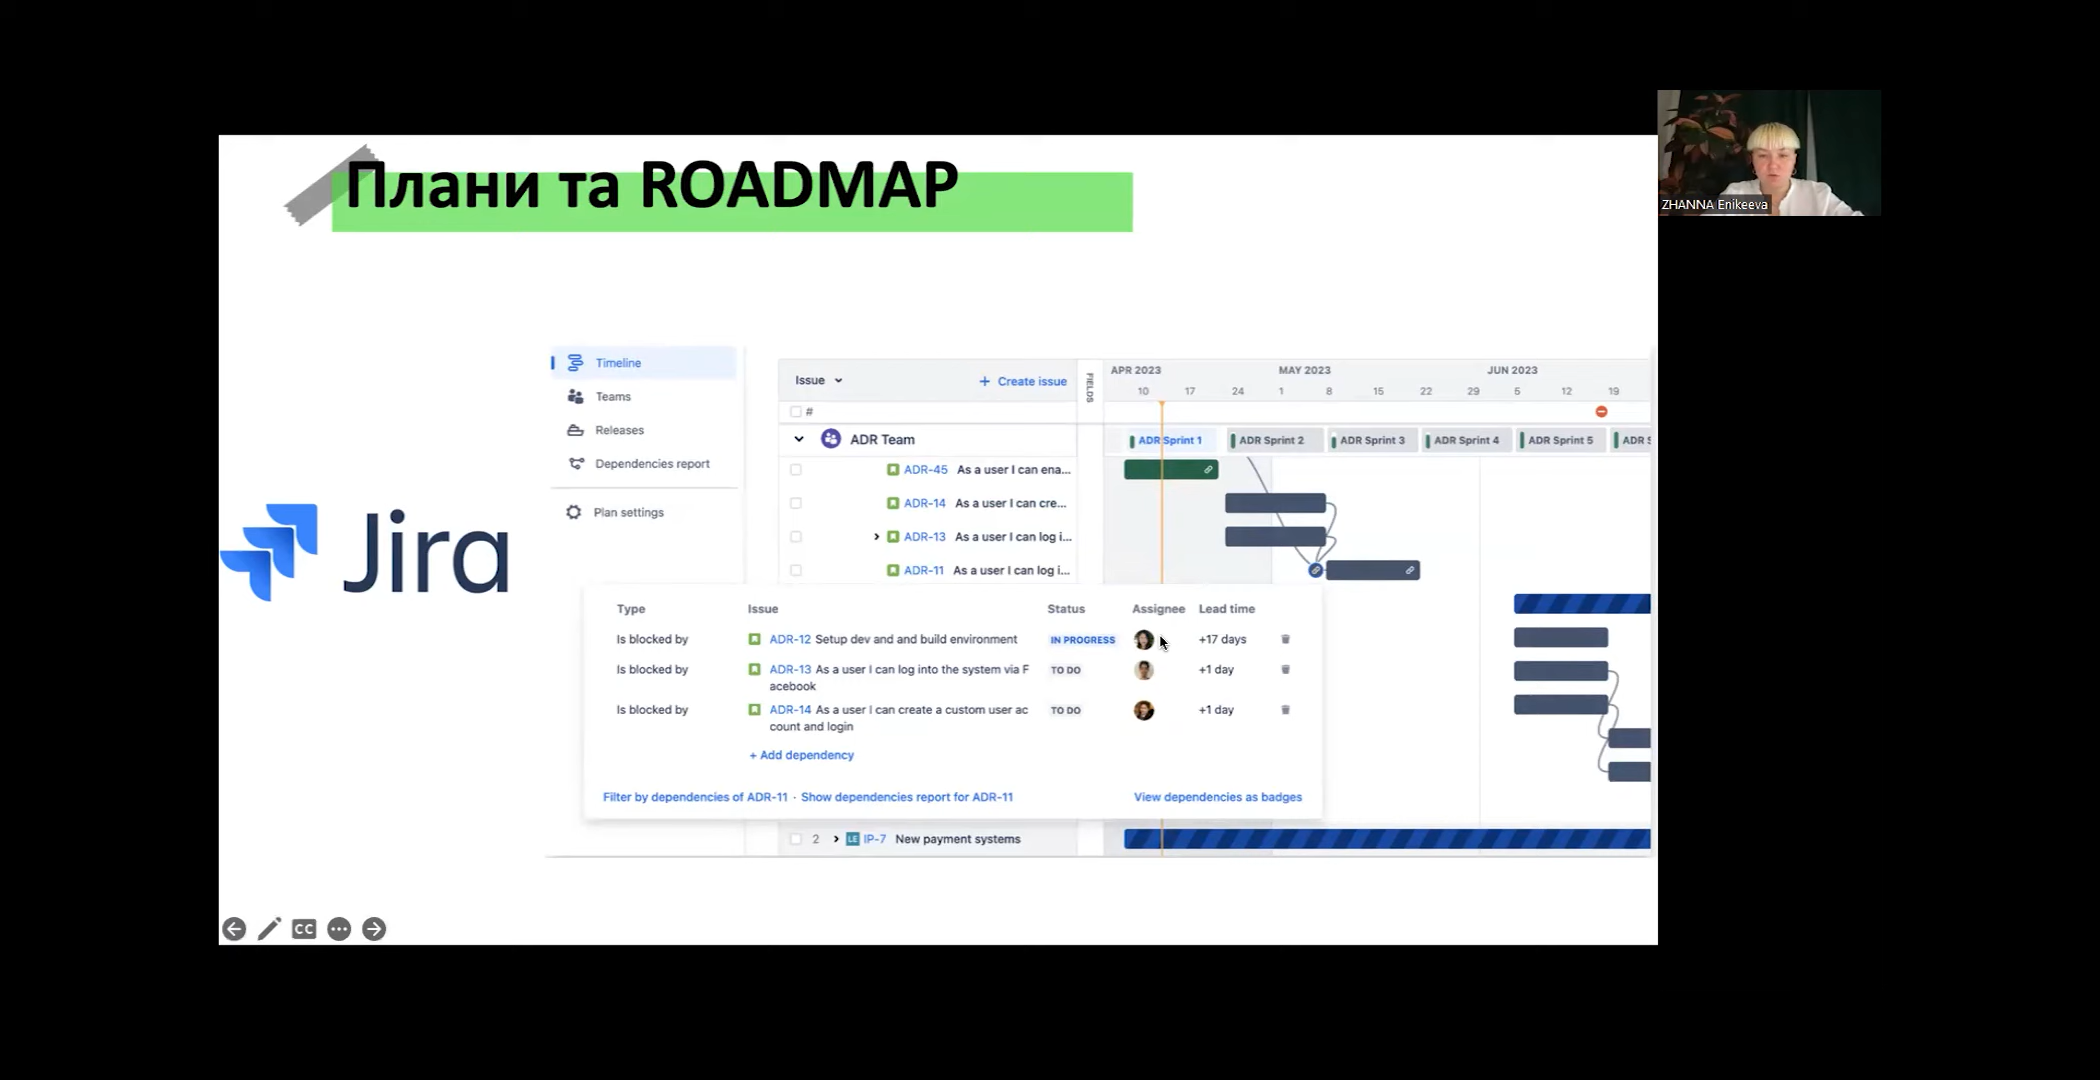 Плани та ROADMAP
ZHANNA Enikeeva
Jira
Timeline
Teams
Releases
Dependencies report
Plan settings
Issue
+ Create issue
FIELDS
APR 2023 MAY 2023 JUN 2023
10 17 24 1 8 15 22 29 5 12 19
#
ADR Team
ADR Sprint 1 ADR Sprint 2 ADR Sprint 3 ADR Sprint 4 ADR Sprint 5 ADR S
ADR-45 As a user I can ena...
ADR-14 As a user I can cre...
ADR-13 As a user I can log i...
ADR-11 As a user I can log i...
Type Issue Status Assignee Lead time
Is blocked by ADR-12 Setup dev and and build environment IN PROGRESS +17 days
Is blocked by ADR-13 As a user I can log into the system via F TO DO +1 day
acebook
Is blocked by ADR-14 As a user I can create a custom user ac TO DO +1 day
count and login
+ Add dependency
Filter by dependencies of ADR-11 · Show dependencies report for ADR-11 View dependencies as badges
2 LE IP-7 New payment systems
CC